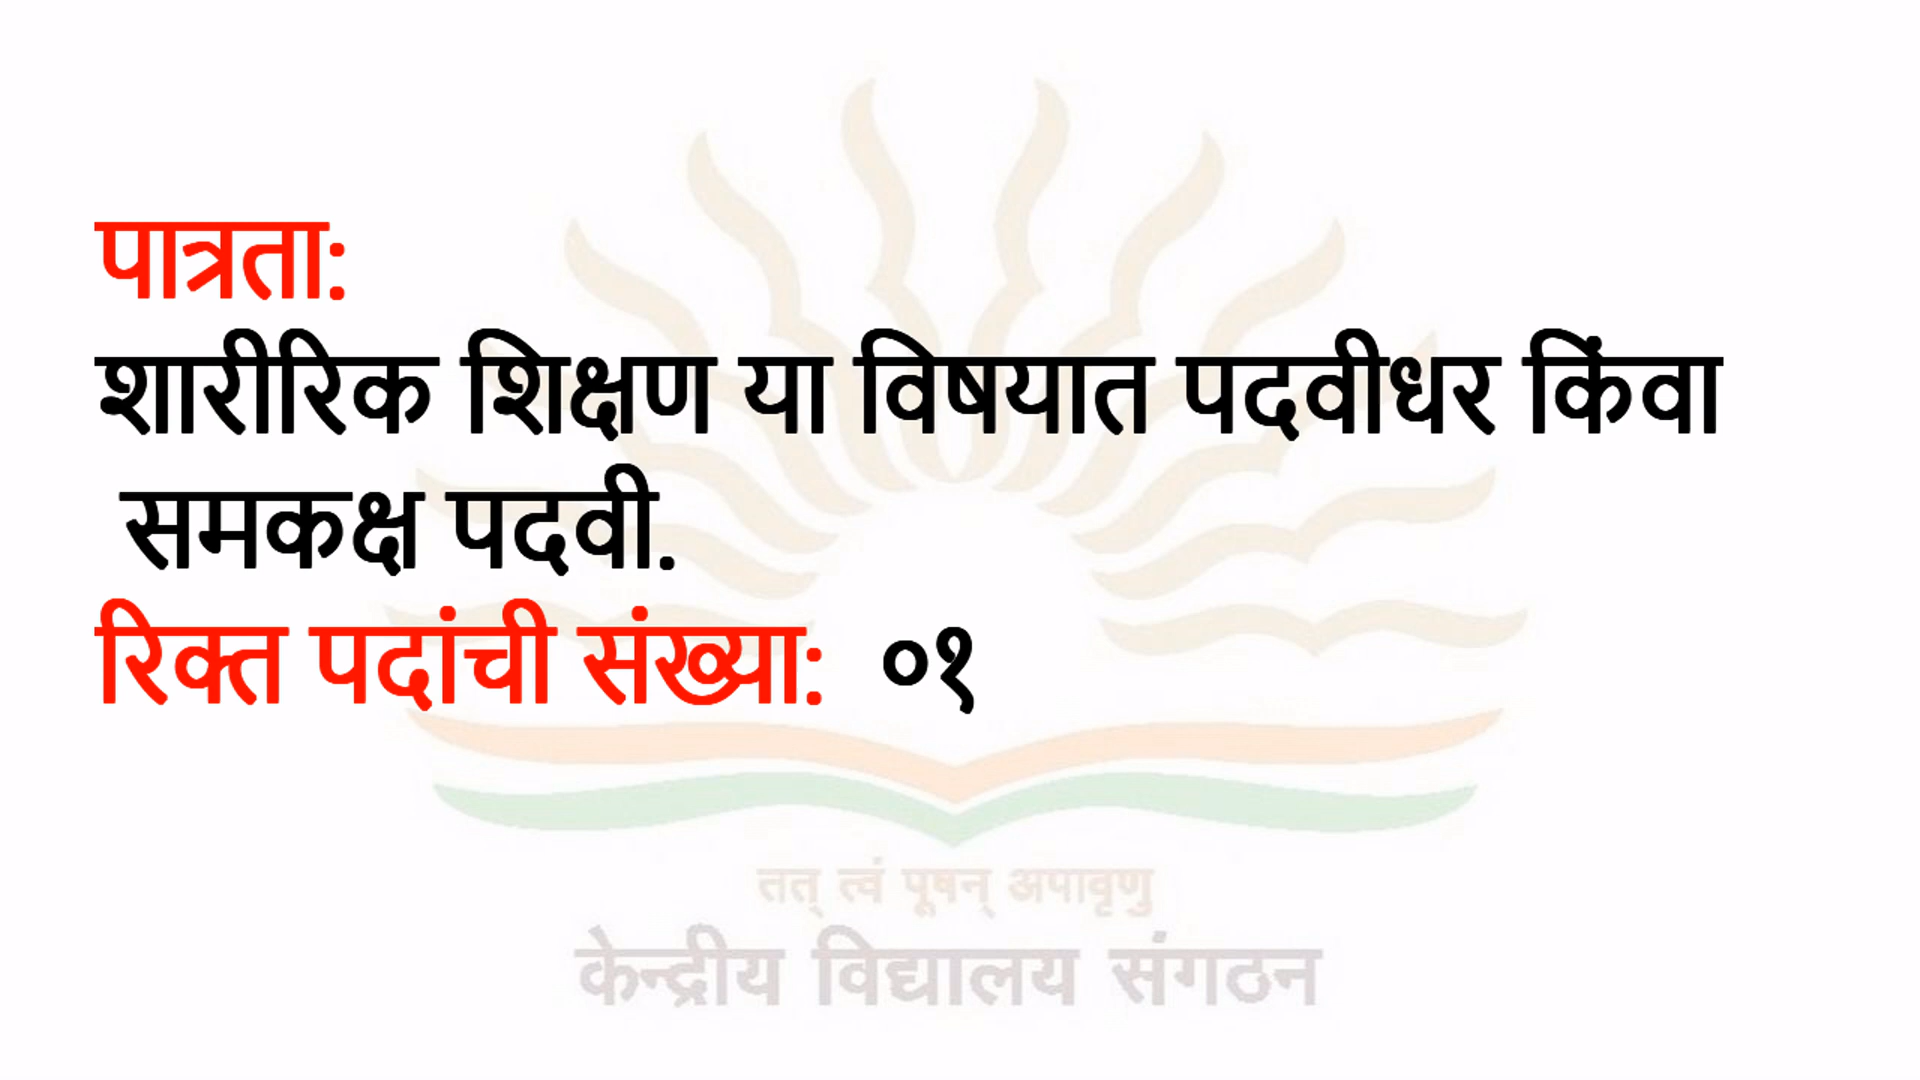 पात्रता:
शारीरिक शिक्षण या विषयात पदवीधर किंवा
समकक्ष पदवी.
रिक्त पदांची संख्या: ०१
तत् त्वं पूषन् अपावृणु
केन्द्रीय विद्यालय संगठन